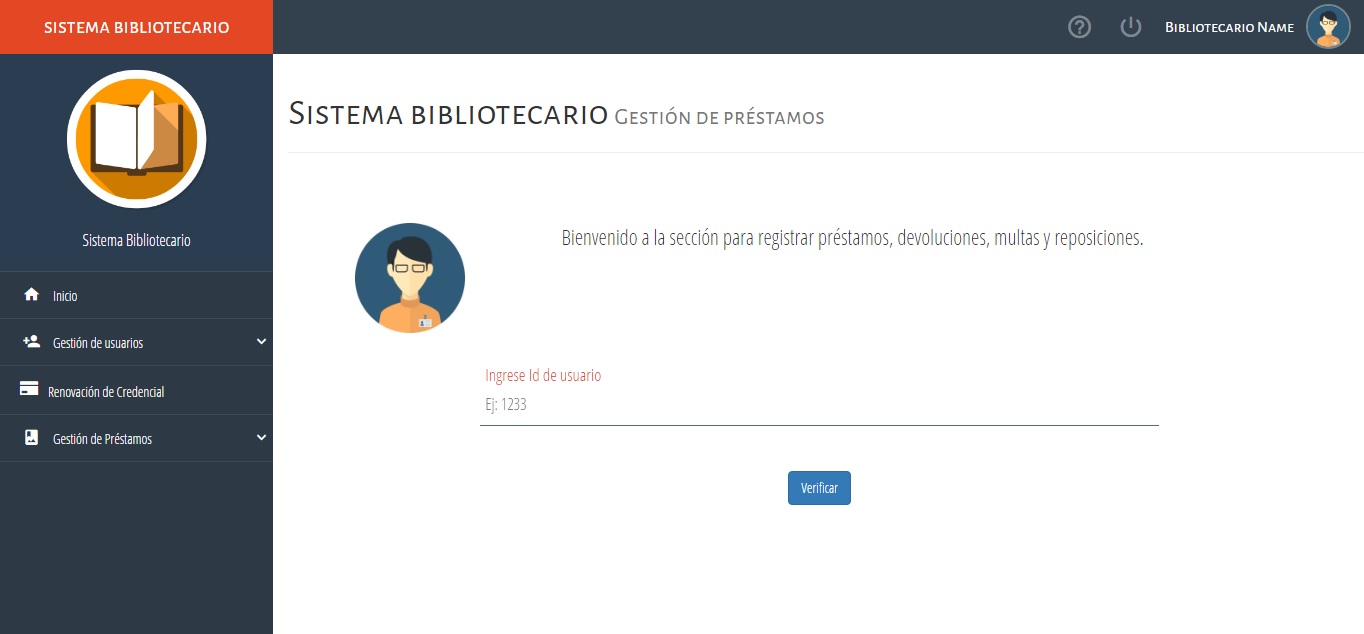 SISTEMA BIBLIOTECARIO
Bibliotecario Name
Sistema Bibliotecario
Inicio
Gestión de usuarios
Renovación de Credencial
Gestión de Préstamos
Sistema bibliotecario Gestión de préstamos
Bienvenido a la sección para registrar préstamos, devoluciones, multas y reposiciones.
Ingrese Id de usuario
Ej: 1233
Verificar